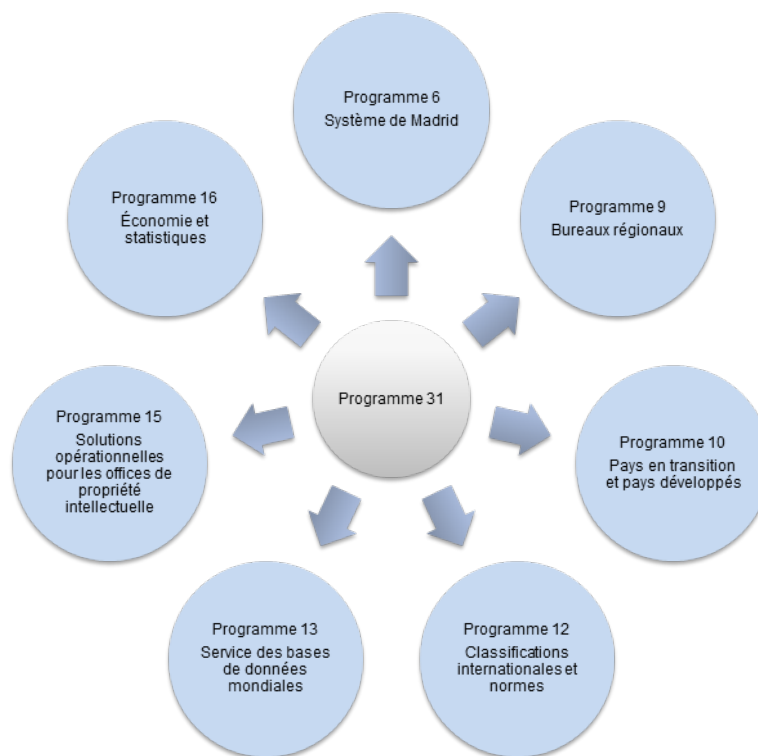 Programme 6
Système de Madrid
Programme 9
Bureaux régionaux
Programme 10
Pays en transition
et pays développés
Programme 12
Classifications
internationales et
normes
Programme 13
Service des bases
de données
mondiales
Programme 15
Solutions
opérationnelles
pour les offices de
propriété
intellectuelle
Programme 16
Économie et
statistiques
Programme 31